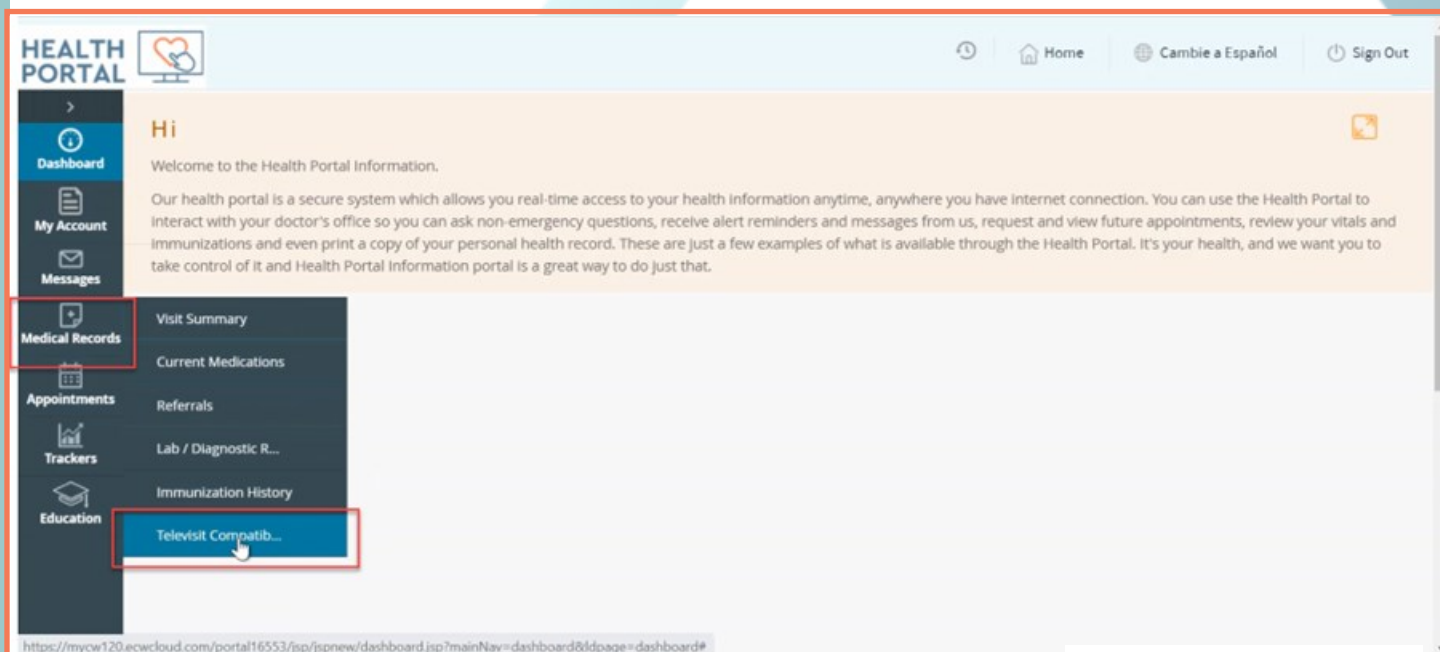 HEALTH
PORTAL
Home
Cambie a Español
Sign Out
Dashboard
My Account
Messages
Medical Records
Appointments
Trackers
Education
Hi
Welcome to the Health Portal Information.
Our health portal is a secure system which allows you real-time access to your health information anytime, anywhere you have internet connection. You can use the Health Portal to
interact with your doctor's office so you can ask non-emergency questions, receive alert reminders and messages from us, request and view future appointments, review your vitals and
immunizations and even print a copy of your personal health record. These are just a few examples of what is available through the Health Portal. It's your health, and we want you to
take control of it and Health Portal Information portal is a great way to do just that.
Visit Summary
Current Medications
Referrals
Lab / Diagnostic R...
Immunization History
Televisit Compatib...
https://mycw120.ecwcloud.com/portal16553/jsp/jspnew/dashboard.jsp?mainNav=dashboard&ldpage=dashboard#